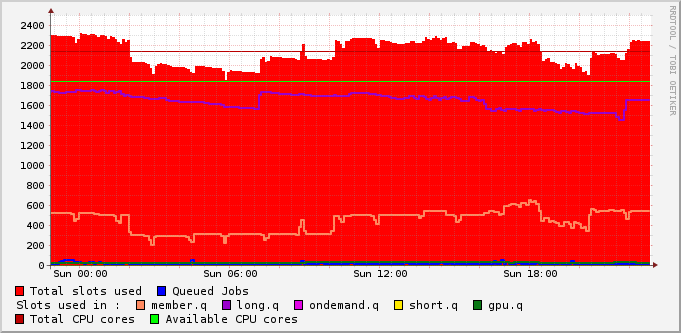 RRDTOOL / TOBI OETIKER
2400
2200
2000
1800
1600
1400
1200
1000
800
600
400
200
0
Sun 00:00 Sun 06:00 Sun 12:00 Sun 18:00
Total slots used Queued Jobs
Slots used in : member.q long.q ondemand.q short.q gpu.q
Total CPU cores Available CPU cores